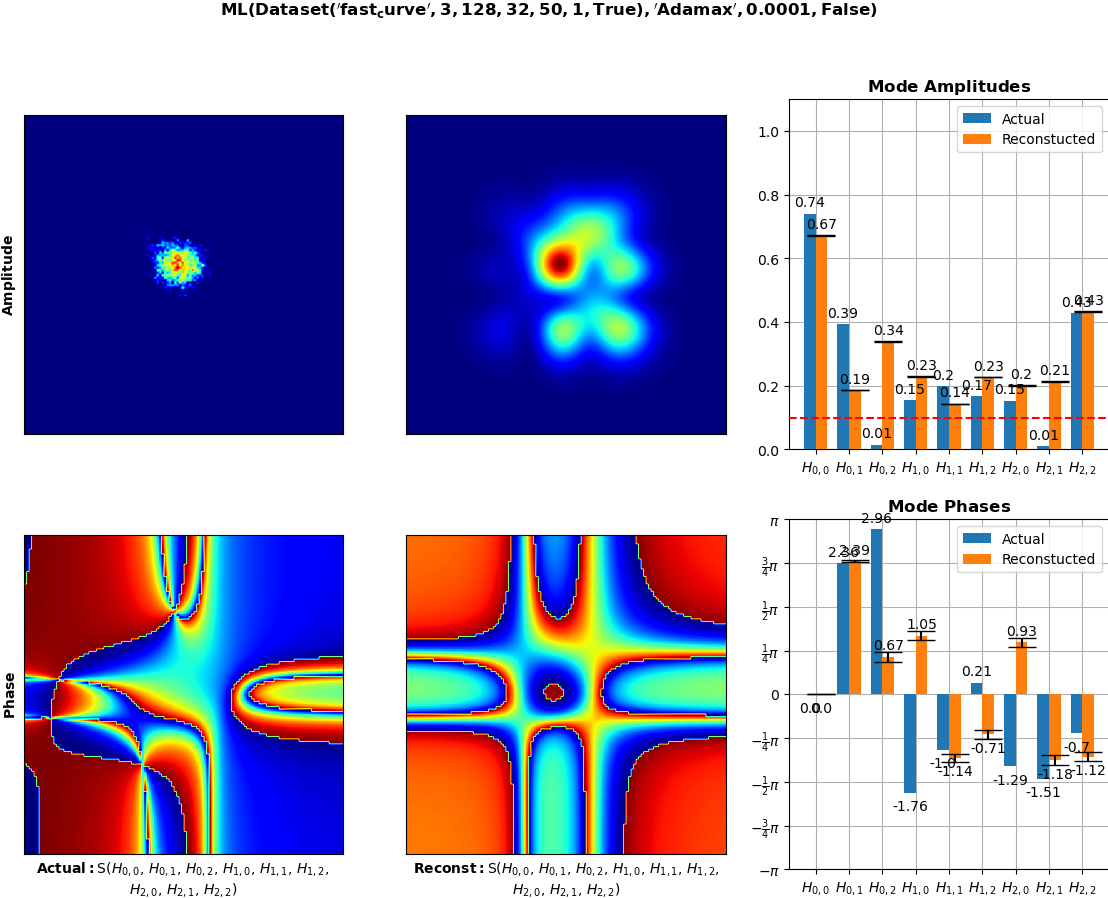 ML(Dataset('fast_curve', 3, 128, 32, 50, 1, True), 'Adamax', 0.0001, False)
Amplitude
Mode Amplitudes
Actual
Reconstucted
1.0
0.8
0.6
0.4
0.2
0.0
0.74
0.67
0.39
0.19
0.01
0.34
0.15
0.23
0.2
0.14
0.17
0.23
0.15
0.2
0.01
0.21
0.43
0.43
H0,0 H0,1 H0,2 H1,0 H1,1 H1,2 H2,0 H2,1 H2,2
Phase
Mode Phases
Actual
Reconstucted
π
3/4π
1/2π
1/4π
0
−1/4π
−1/2π
−3/4π
−π
0.0
0.0
2.39
2.96
0.67
-1.76
1.05
-1.14
0.21
-0.71
-1.29
0.93
-1.51
-1.18
-0.7
-1.12
H0,0 H0,1 H0,2 H1,0 H1,1 H1,2 H2,0 H2,1 H2,2
Actual: S(H0,0, H0,1, H0,2, H1,0, H1,1, H1,2,
H2,0, H2,1, H2,2)
Reconst: S(H0,0, H0,1, H0,2, H1,0, H1,1, H1,2,
H2,0, H2,1, H2,2)